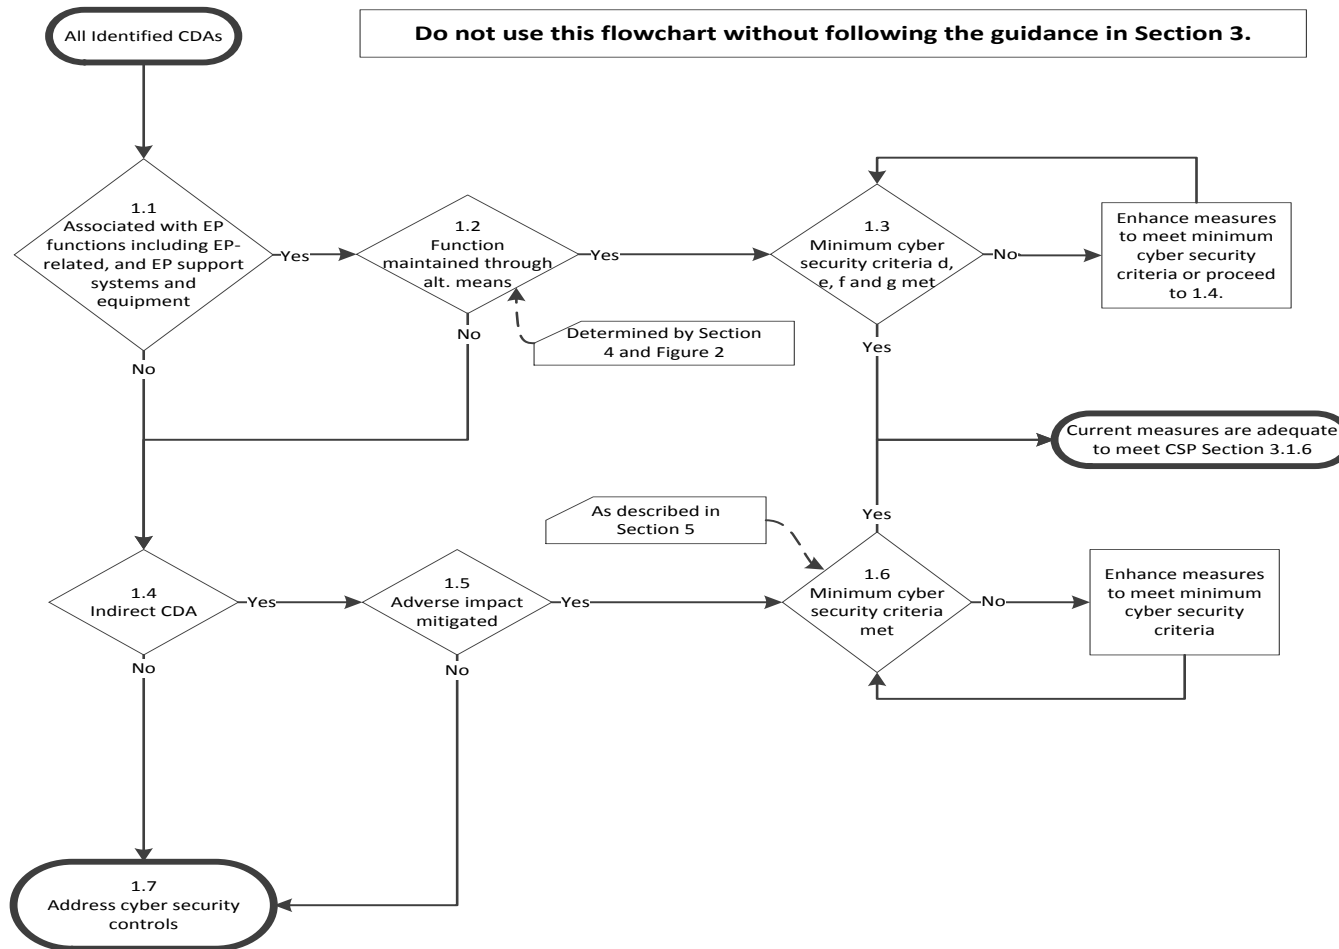 All Identified CDAs
Do not use this flowchart without following the guidance in Section 3.
1.1
Associated with EP
functions including EP-
related, and EP support
systems and
equipment
Yes
1.2
Function
maintained through
alt. means
Yes
1.3
Minimum cyber
security criteria d,
e, f and g met
No
Enhance measures
to meet minimum
cyber security
criteria or proceed
to 1.4.
No
Determined by Section
4 and Figure 2
Yes
No
Current measures are adequate
to meet CSP Section 3.1.6
As described in
Section 5
Yes
1.4
Indirect CDA
Yes
1.5
Adverse impact
mitigated
Yes
1.6
Minimum cyber
security criteria
met
No
Enhance measures
to meet minimum
cyber security
criteria
No
No
1.7
Address cyber security
controls